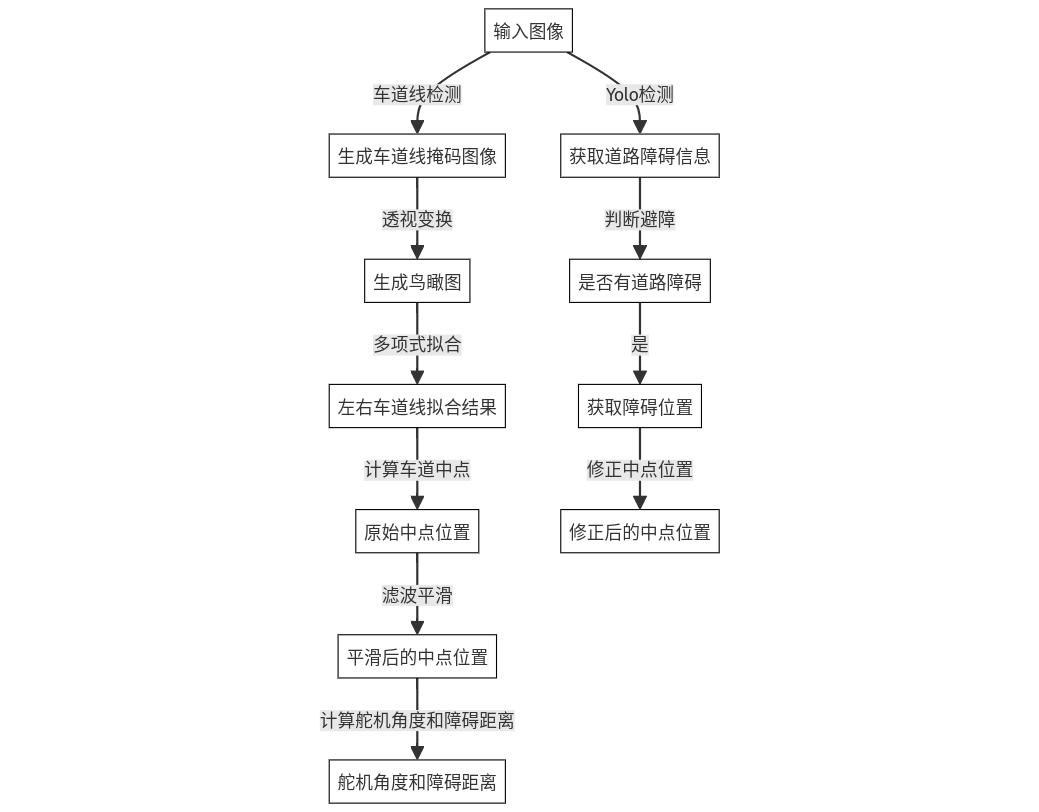 输入图像
车道线检测
Yolo检测
生成车道线掩码图像
获取道路障碍信息
透视变换
判断避障
生成鸟瞰图
是否有道路障碍
多项式拟合
是
左右车道线拟合结果
获取障碍位置
计算车道中点
修正中点位置
原始中点位置
修正后的中点位置
滤波平滑
平滑后的中点位置
计算舵机角度和障碍距离
舵机角度和障碍距离